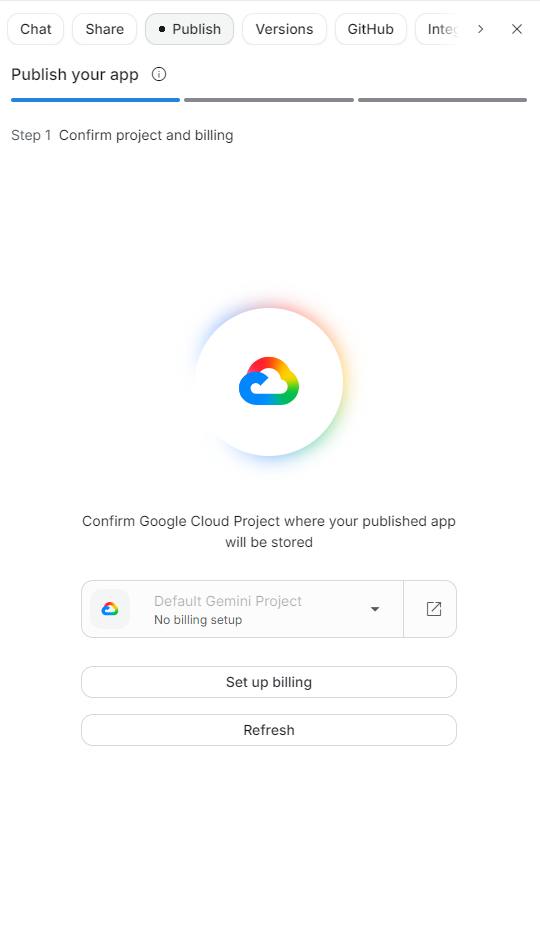 Chat
Share
Publish
Versions
GitHub
Publish your app
Step 1 Confirm project and billing
Confirm Google Cloud Project where your published app
will be stored
Default Gemini Project
No billing setup
Set up billing
Refresh